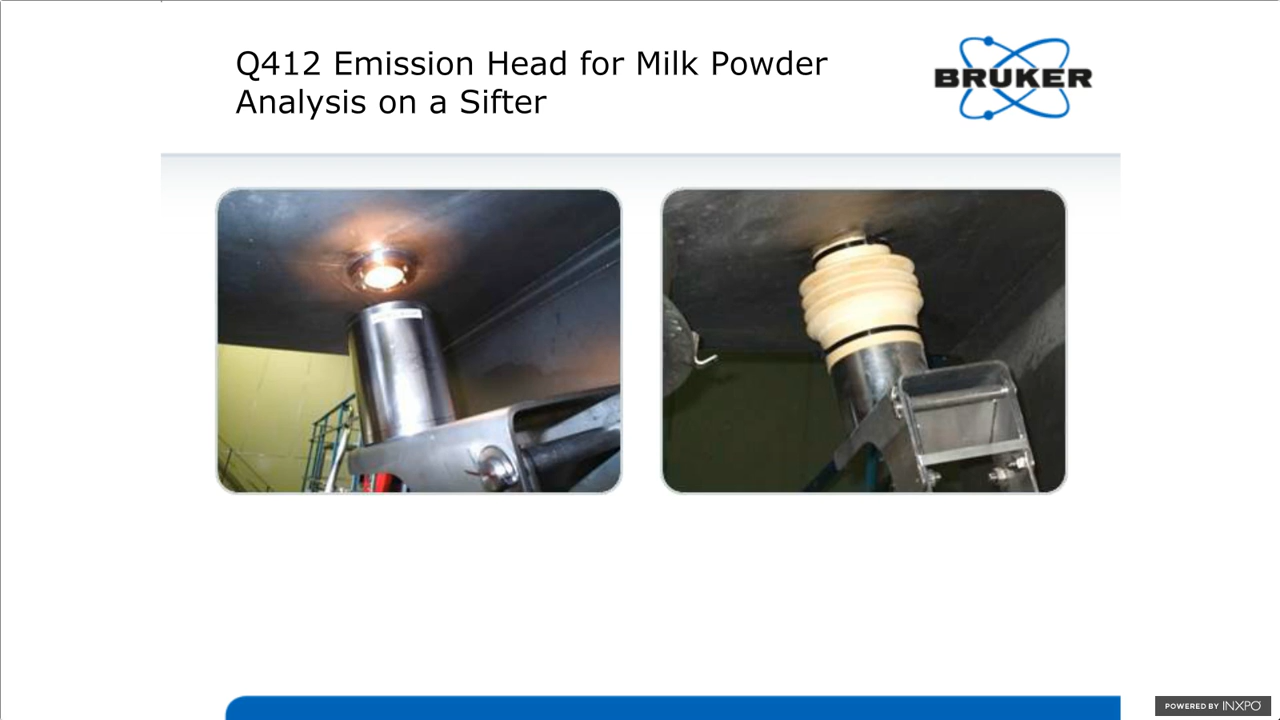 Q412 Emission Head for Milk Powder
Analysis on a Sifter
BRUKER
POWERED BY INXPO